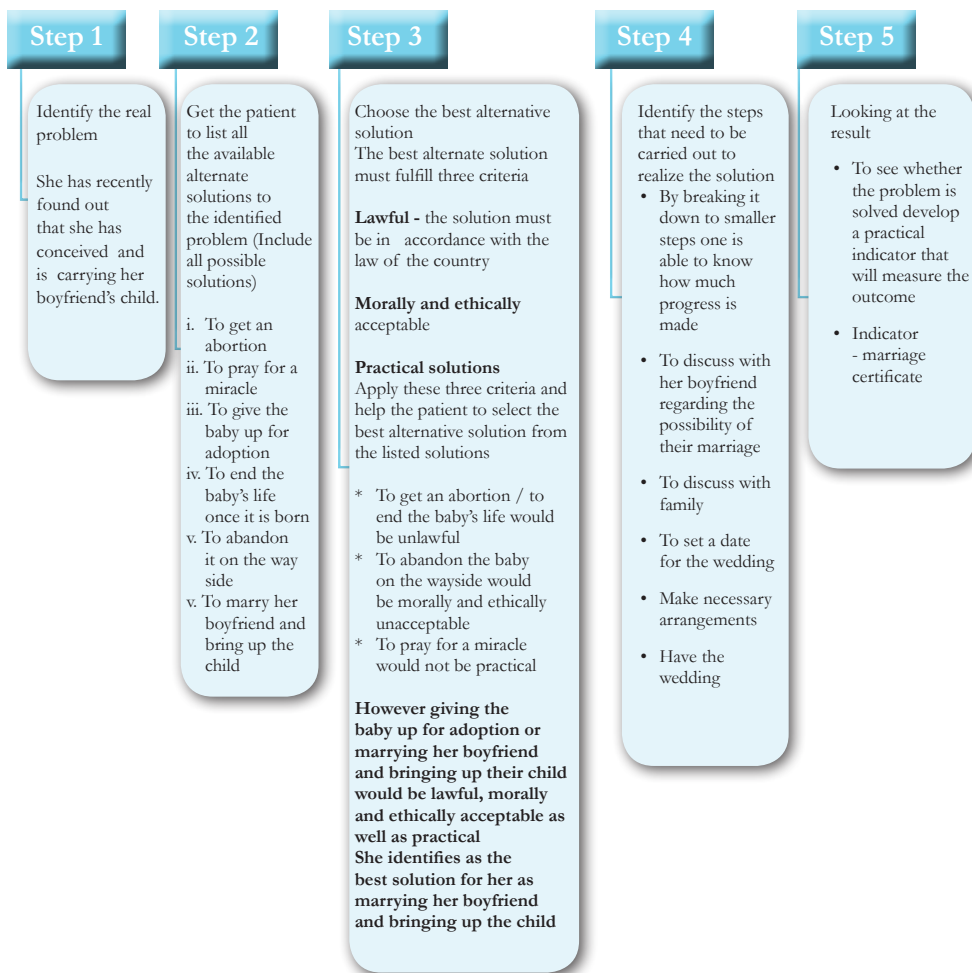 Step 1
Identify the real
problem
She has recently
found out
that she has
conceived and
is carrying her
boyfriend's child.
Step 2
Get the patient
to list all
the available
alternate
solutions to
the identified
problem (Include
all possible
solutions)
i. To get an
abortion
ii. To pray for a
miracle
iii. To give the
baby up for
adoption
iv. To end the
baby's life
once it is born
v. To abandon
it on the way
side
v. To marry her
boyfriend and
bring up the
child
Step 3
Choose the best alternative
solution
The best alternate solution
must fulfill three criteria
Lawful - the solution must
be in accordance with the
law of the country
Morally and ethically
acceptable
Practical solutions
Apply these three criteria and
help the patient to select the
best alternative solution from
the listed solutions
* To get an abortion / to
end the baby's life would
be unlawful
* To abandon the baby
on the wayside would
be morally and ethically
unacceptable
* To pray for a miracle
would not be practical
However giving the
baby up for adoption or
marrying her boyfriend
and bringing up their child
would be lawful, morally
and ethically acceptable as
well as practical
She identifies as the
best solution for her as
marrying her boyfriend
and bringing up the child
Step 4
Identify the steps
that need to be
carried out to
realize the solution
• By breaking it
down to smaller
steps one is
able to know
how much
progress is
made
• To discuss with
her boyfriend
regarding the
possibility of
their marriage
• To discuss with
family
• To set a date
for the wedding
• Make necessary
arrangements
• Have the
wedding
Step 5
Looking at the
result
• To see whether
the problem is
solved develop
a practical
indicator that
will measure the
outcome
• Indicator
- marriage
certificate